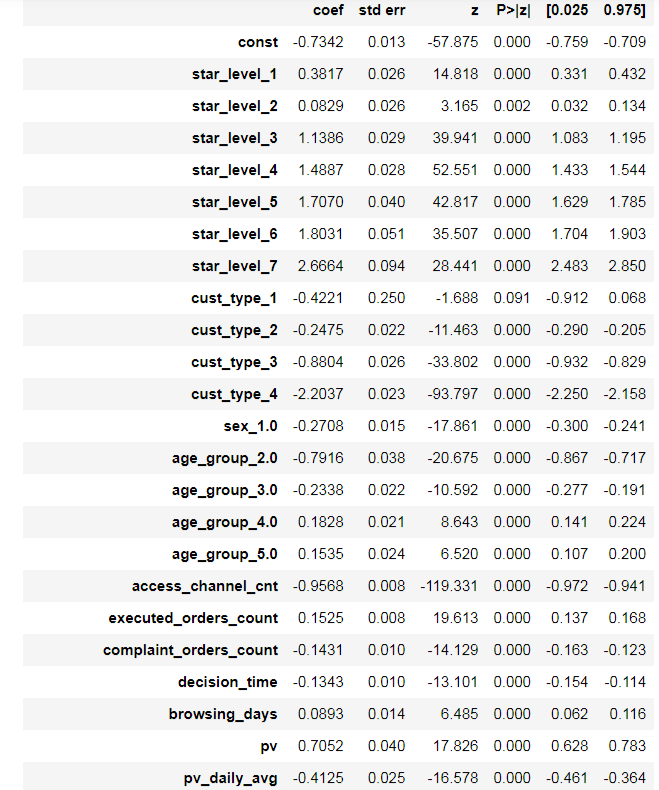 coef std err z P>|z| [0.025 0.975]
const -0.7342 0.013 -57.875 0.000 -0.759 -0.709
star_level_1 0.3817 0.026 14.818 0.000 0.331 0.432
star_level_2 0.0829 0.026 3.165 0.002 0.032 0.134
star_level_3 1.1386 0.029 39.941 0.000 1.083 1.195
star_level_4 1.4887 0.028 52.551 0.000 1.433 1.544
star_level_5 1.7070 0.040 42.817 0.000 1.629 1.785
star_level_6 1.8031 0.051 35.507 0.000 1.704 1.903
star_level_7 2.6664 0.094 28.441 0.000 2.483 2.850
cust_type_1 -0.4221 0.250 -1.688 0.091 -0.912 0.068
cust_type_2 -0.2475 0.022 -11.463 0.000 -0.290 -0.205
cust_type_3 -0.8804 0.026 -33.802 0.000 -0.932 -0.829
cust_type_4 -2.2037 0.023 -93.797 0.000 -2.250 -2.158
sex_1.0 -0.2708 0.015 -17.861 0.000 -0.300 -0.241
age_group_2.0 -0.7916 0.038 -20.675 0.000 -0.867 -0.717
age_group_3.0 -0.2338 0.022 -10.592 0.000 -0.277 -0.191
age_group_4.0 0.1828 0.021 8.643 0.000 0.141 0.224
age_group_5.0 0.1535 0.024 6.520 0.000 0.107 0.200
access_channel_cnt -0.9568 0.008 -119.331 0.000 -0.972 -0.941
executed_orders_count 0.1525 0.008 19.613 0.000 0.137 0.168
complaint_orders_count -0.1431 0.010 -14.129 0.000 -0.163 -0.123
decision_time -0.1343 0.010 -13.101 0.000 -0.154 -0.114
browsing_days 0.0893 0.014 6.485 0.000 0.062 0.116
pv 0.7052 0.040 17.826 0.000 0.628 0.783
pv_daily_avg -0.4125 0.025 -16.578 0.000 -0.461 -0.364